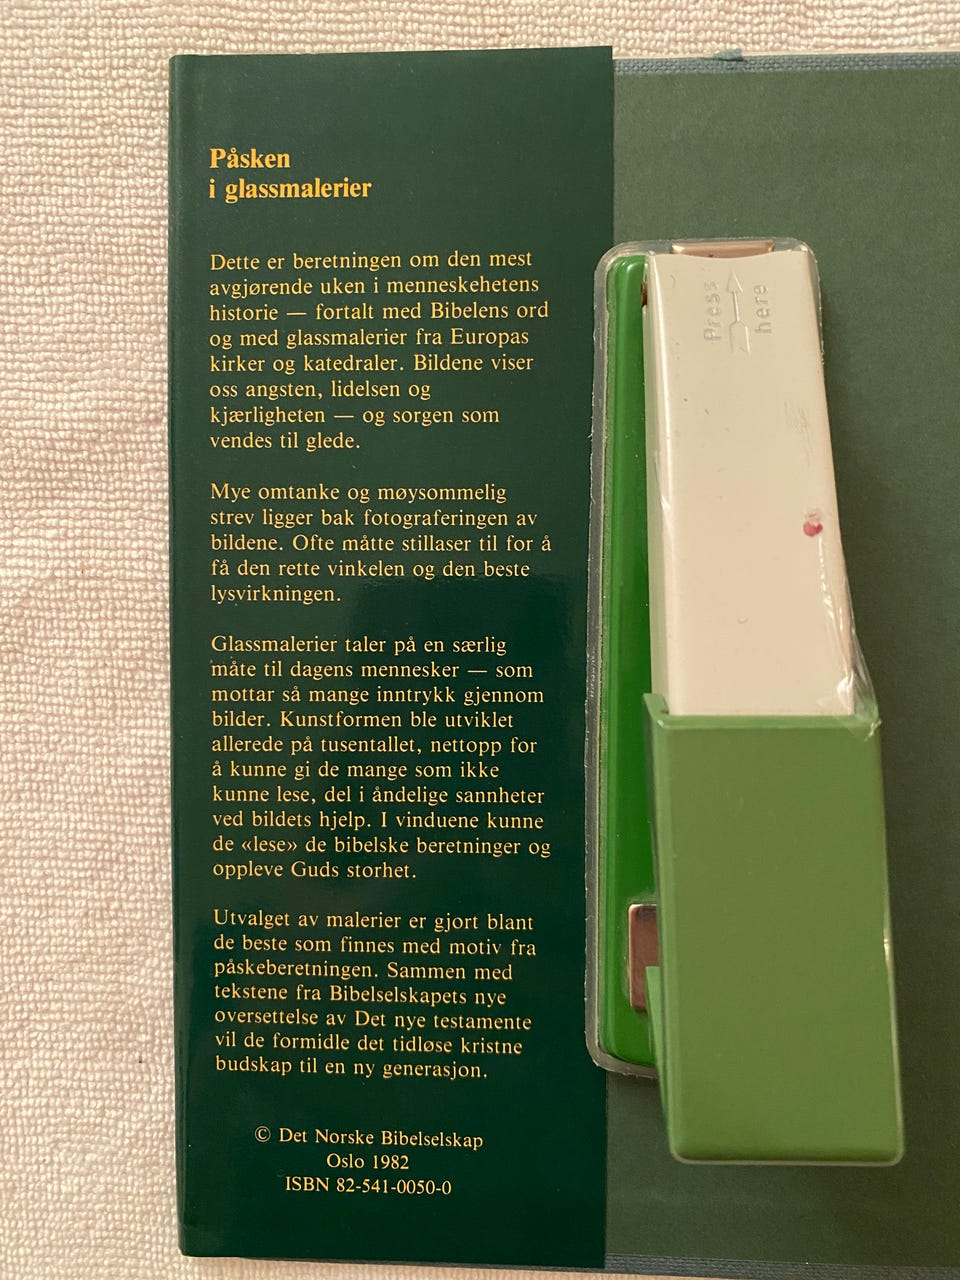 Påsken
i glassmalerier
Dette er beretningen om den mest
avgjørende uken i menneskehetens
historie — fortalt med Bibelens ord
og med glassmalerier fra Europas
kirker og katedraler. Bildene viser
oss angsten, lidelsen og
kjærligheten — og sorgen som
vendes til glede.
Mye omtanke og møysommelig
strev ligger bak fotograferingen av
bildene. Ofte måtte stillaser til for å
få den rette vinkelen og den beste
lysvirkningen.
Glassmalerier taler på en særlig
måte til dagens mennesker — som
mottar så mange inntrykk gjennom
bilder. Kunstformen ble utviklet
allerede på tusentallet, nettopp for
å kunne gi de mange som ikke
kunne lese, del i åndelige sannheter
ved bildets hjelp. I vinduene kunne
de «lese» de bibelske beretninger og
oppleve Guds storhet.
Utvalget av malerier er gjort blant
de beste som finnes med motiv fra
påskeberetningen. Sammen med
tekstene fra Bibelselskapets nye
oversettelse av Det nye testamente
vil de formidle det tidløse kristne
budskap til en ny generasjon.
© Det Norske Bibelselskap
Oslo 1982
ISBN 82-541-0050-0
Press
here